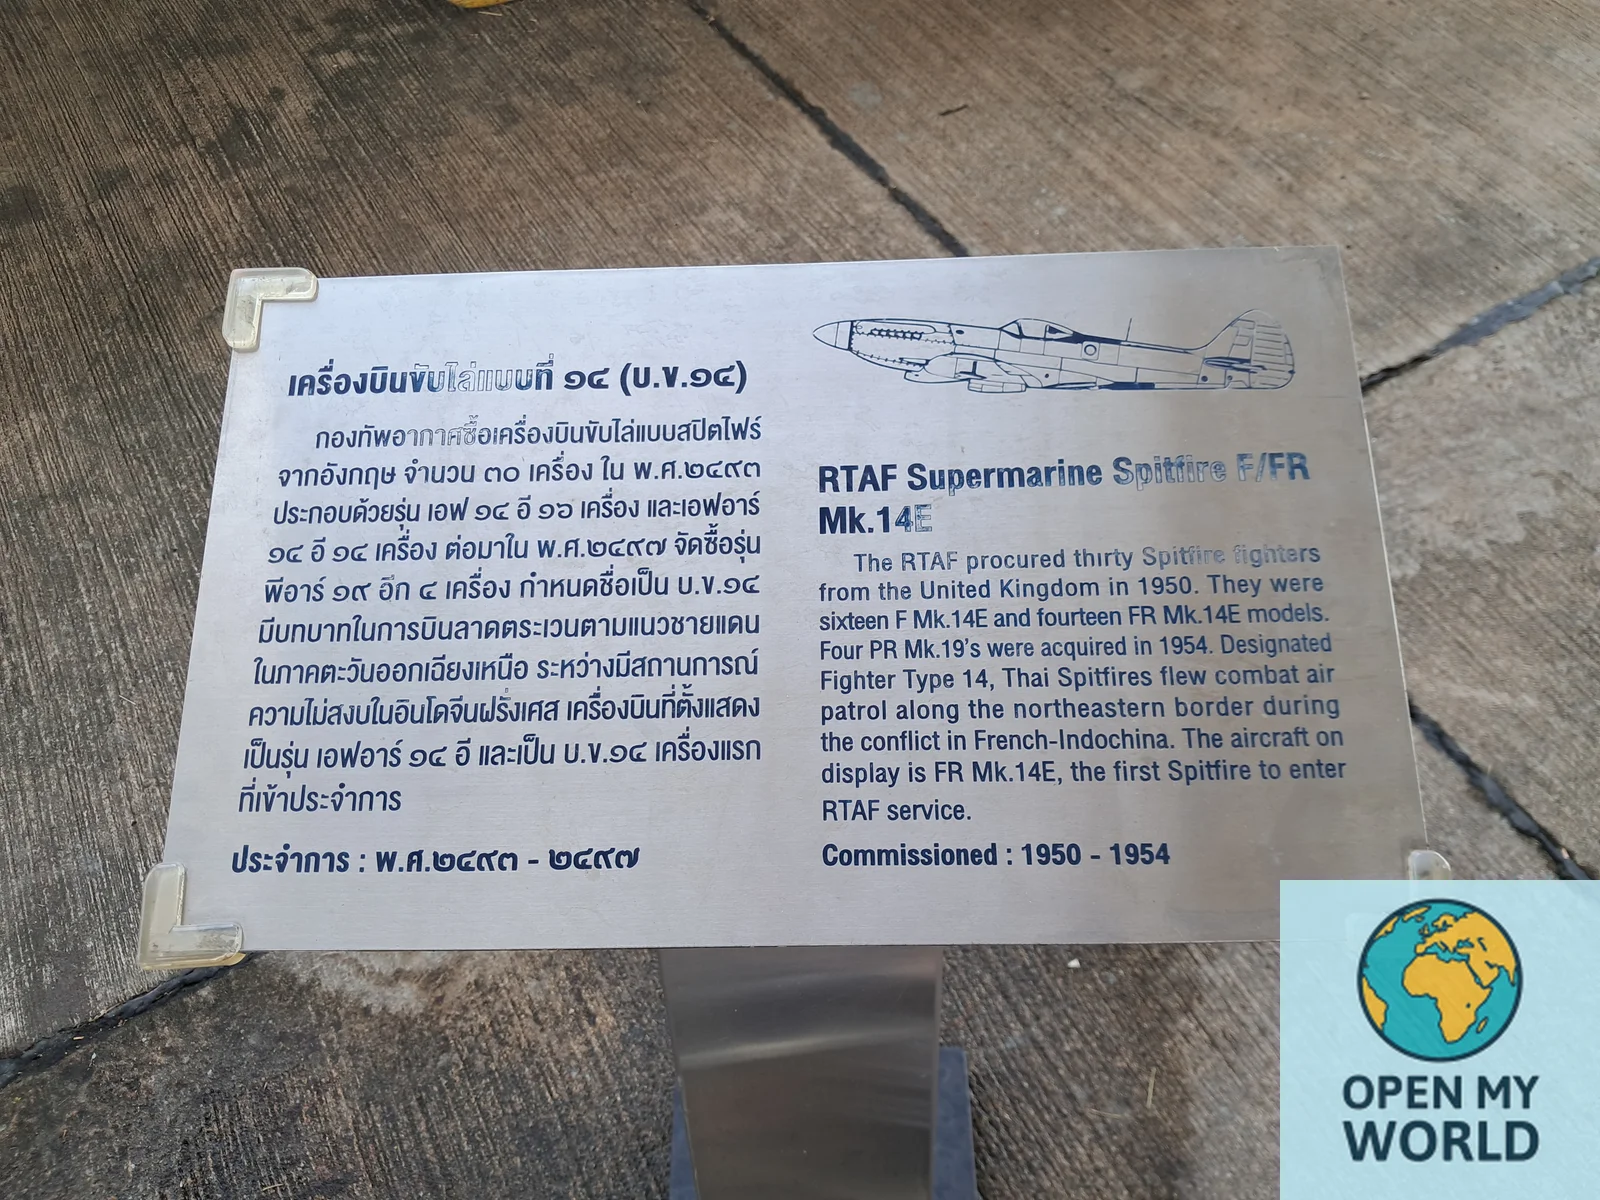 เครื่องบินขับไล่แบบที่ ๑๔ (บ.ข.๑๔)
กองทัพอากาศซื้อเครื่องบินขับไล่แบบสปิตไฟร์
จากอังกฤษ จำนวน ๓๐ เครื่อง ใน พ.ศ.๒๔๙๓
ประกอบด้วยรุ่น เอฟ ๑๔ อี ๑๖ เครื่อง และเอฟอาร์
๑๔ อี ๑๔ เครื่อง ต่อมาใน พ.ศ.๒๔๙๗ จัดซื้อรุ่น
พีอาร์ ๑๙ อีก ๔ เครื่อง กำหนดชื่อเป็น บ.ข.๑๔
มีบทบาทในการบินลาดตระเวนตามแนวชายแดน
ในภาคตะวันออกเฉียงเหนือ ระหว่างมีสถานการณ์
ความไม่สงบในอินโดจีนฝรั่งเศส เครื่องบินที่ตั้งแสดง
เป็นรุ่น เอฟอาร์ ๑๔ อี และเป็น บ.ข.๑๔ เครื่องแรก
ที่เข้าประจำการ
ประจำการ : พ.ศ.๒๔๙๓ - ๒๔๙๗
RTAF Supermarine Spitfire F/FR
Mk.14E
The RTAF procured thirty Spitfire fighters
from the United Kingdom in 1950. They were
sixteen F Mk.14E and fourteen FR Mk.14E models.
Four PR Mk.19's were acquired in 1954. Designated
Fighter Type 14, Thai Spitfires flew combat air
patrol along the northeastern border during
the conflict in French-Indochina. The aircraft on
display is FR Mk.14E, the first Spitfire to enter
RTAF service.
Commissioned : 1950 - 1954
OPEN MY
WORLD